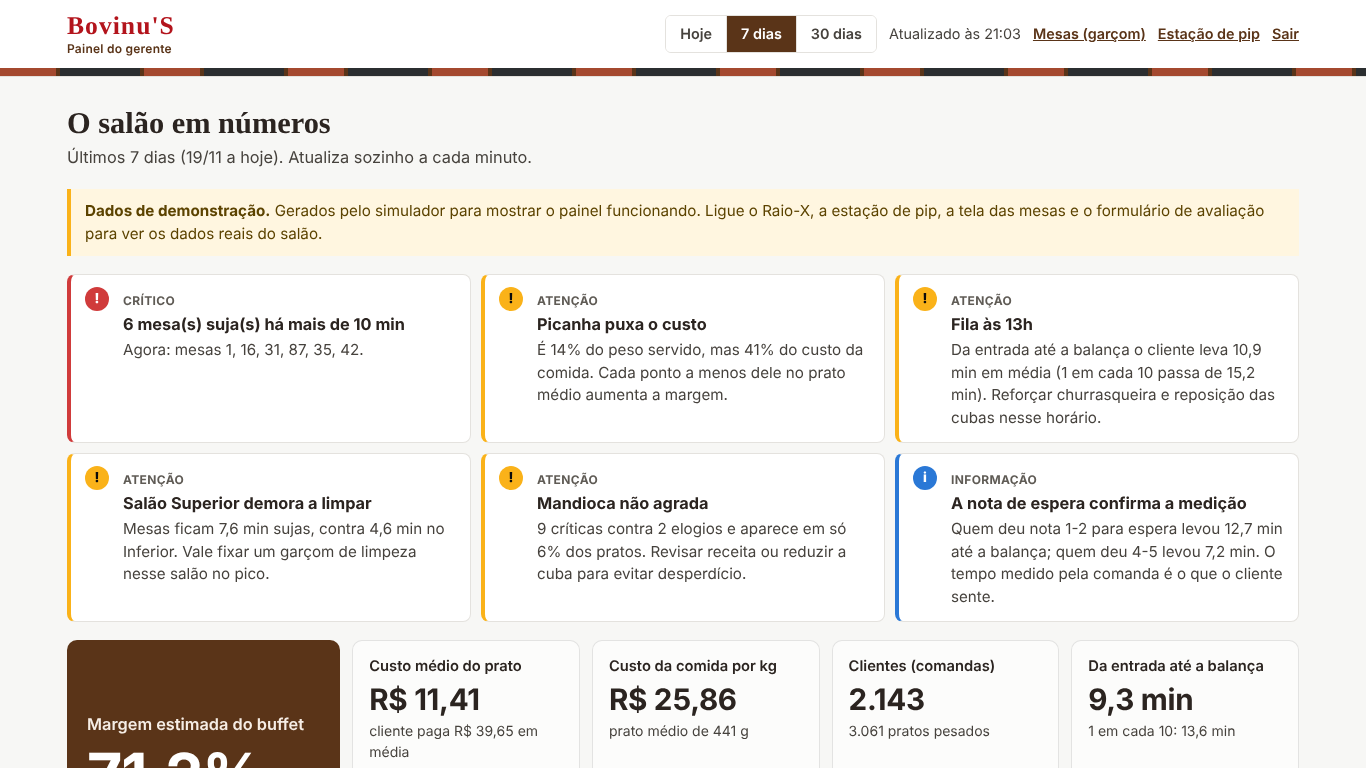 Bovinu'S
Painel do gerente
Hoje
7 dias
30 dias
Atualizado às 21:03
Mesas (garçom)
Estação de pip
Sair
O salão em números
Últimos 7 dias (19/11 a hoje). Atualiza sozinho a cada minuto.
Dados de demonstração. Gerados pelo simulador para mostrar o painel funcionando. Ligue o Raio-X, a estação de pip, a tela das mesas e o formulário de avaliação
para ver os dados reais do salão.
!
CRÍTICO
6 mesa(s) suja(s) há mais de 10 min
Agora: mesas 1, 16, 31, 87, 35, 42.
!
ATENÇÃO
Picanha puxa o custo
É 14% do peso servido, mas 41% do custo da
comida. Cada ponto a menos dele no prato
médio aumenta a margem.
!
ATENÇÃO
Fila às 13h
Da entrada até a balança o cliente leva 10,9
min em média (1 em cada 10 passa de 15,2
min). Reforçar churrasqueira e reposição das
cubas nesse horário.
!
ATENÇÃO
Salão Superior demora a limpar
Mesas ficam 7,6 min sujas, contra 4,6 min no
Inferior. Vale fixar um garçom de limpeza
nesse salão no pico.
!
ATENÇÃO
Mandioca não agrada
9 críticas contra 2 elogios e aparece em só
6% dos pratos. Revisar receita ou reduzir a
cuba para evitar desperdício.
i
INFORMAÇÃO
A nota de espera confirma a medição
Quem deu nota 1-2 para espera levou 12,7 min
até a balança; quem deu 4-5 levou 7,2 min. O
tempo medido pela comanda é o que o cliente
sente.
Margem estimada do buffet
Custo médio do prato
R$ 11,41
cliente paga R$ 39,65 em
média
Custo da comida por kg
R$ 25,86
prato médio de 441 g
Clientes (comandas)
2.143
3.061 pratos pesados
Da entrada até a balança
9,3 min
1 em cada 10: 13,6 min